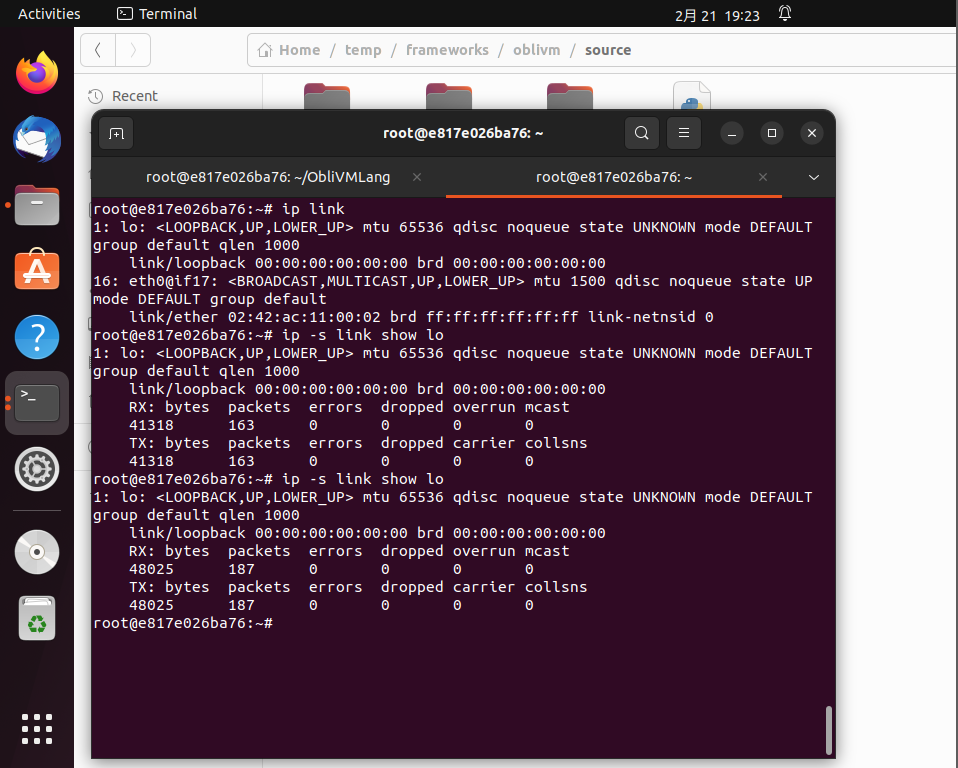 Activities
Terminal
2月 21 19:23
Home / temp / frameworks / oblivm / source
Recent
root@e817e026ba76: ~
root@e817e026ba76: ~/ObliVMLang
root@e817e026ba76: ~
root@e817e026ba76:~# ip link
1: lo: <LOOPBACK,UP,LOWER_UP> mtu 65536 qdisc noqueue state UNKNOWN mode DEFAULT
group default qlen 1000
link/loopback 00:00:00:00:00:00 brd 00:00:00:00:00:00
16: eth0@if17: <BROADCAST,MULTICAST,UP,LOWER_UP> mtu 1500 qdisc noqueue state UP
mode DEFAULT group default
link/ether 02:42:ac:11:00:02 brd ff:ff:ff:ff:ff:ff link-netnsid 0
root@e817e026ba76:~# ip -s link show lo
1: lo: <LOOPBACK,UP,LOWER_UP> mtu 65536 qdisc noqueue state UNKNOWN mode DEFAULT
group default qlen 1000
link/loopback 00:00:00:00:00:00 brd 00:00:00:00:00:00
RX: bytes packets errors dropped overrun mcast
41318 163 0 0 0 0
TX: bytes packets errors dropped carrier collsns
41318 163 0 0 0 0
root@e817e026ba76:~# ip -s link show lo
1: lo: <LOOPBACK,UP,LOWER_UP> mtu 65536 qdisc noqueue state UNKNOWN mode DEFAULT
group default qlen 1000
link/loopback 00:00:00:00:00:00 brd 00:00:00:00:00:00
RX: bytes packets errors dropped overrun mcast
48025 187 0 0 0 0
TX: bytes packets errors dropped carrier collsns
48025 187 0 0 0 0
root@e817e026ba76:~#